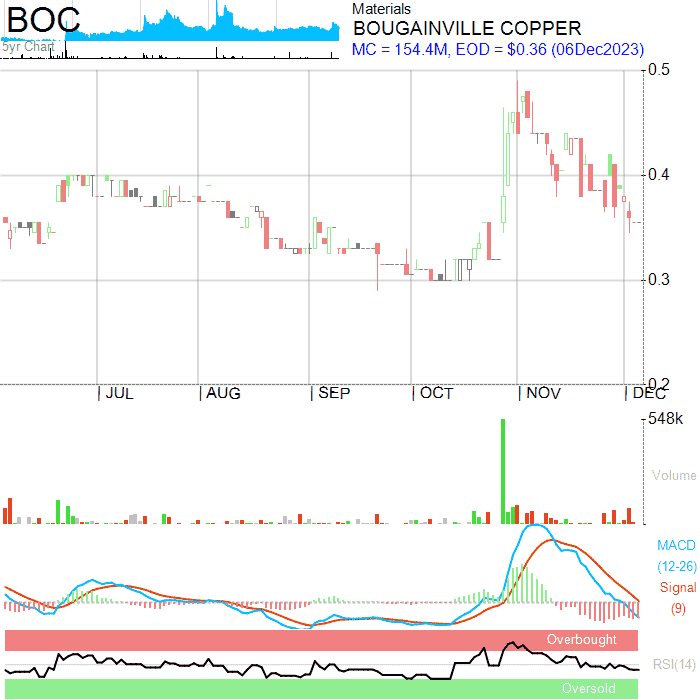 BOC
5yr Chart
Materials
BOUGAINVILLE COPPER
MC = 154.4M, EOD = $0.36 (06Dec2023)
0.5
0.4
0.3
0.2
JUL AUG SEP OCT NOV DEC
548k
Volume
MACD
(12-26)
Signal
(9)
Overbought
RSI(14)
Oversold